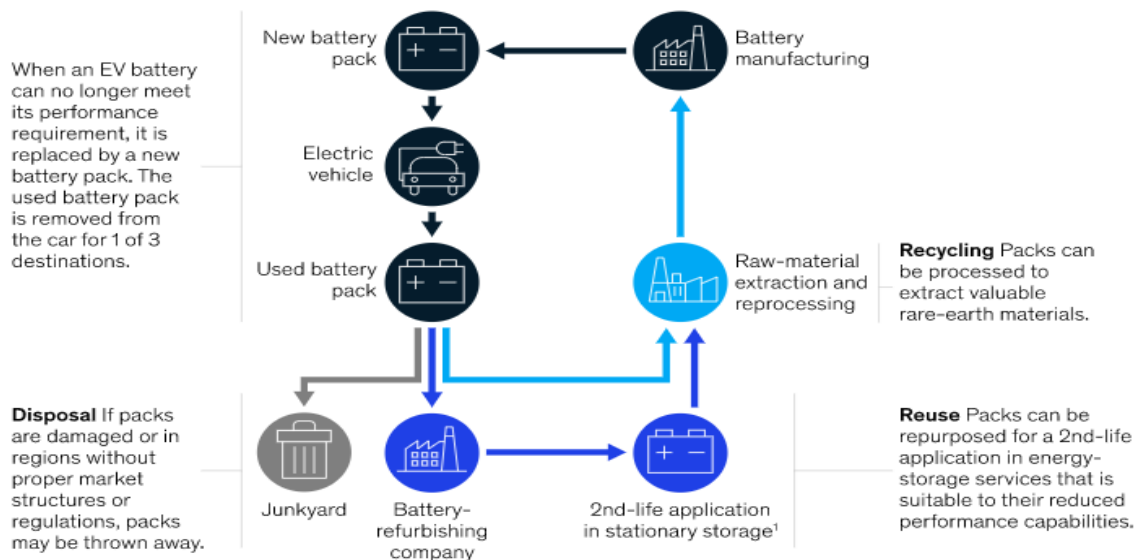 When an EV battery
can no longer meet
its performance
requirement, it is
replaced by a new
battery pack. The
used battery pack
is removed from
the car for 1 of 3
destinations.
New battery
pack
Battery
manufacturing
Electric
vehicle
Used battery
pack
Raw-material
extraction and
reprocessing
Recycling Packs can
be processed to
extract valuable
rare-earth materials.
Disposal If packs
are damaged or in
regions without
proper market
structures or
regulations, packs
may be thrown away.
Junkyard
Battery-
refurbishing
company
2nd-life application
in stationary storage¹
Reuse Packs can be
repurposed for a 2nd-life
application in energy-
storage services that is
suitable to their reduced
performance capabilities.